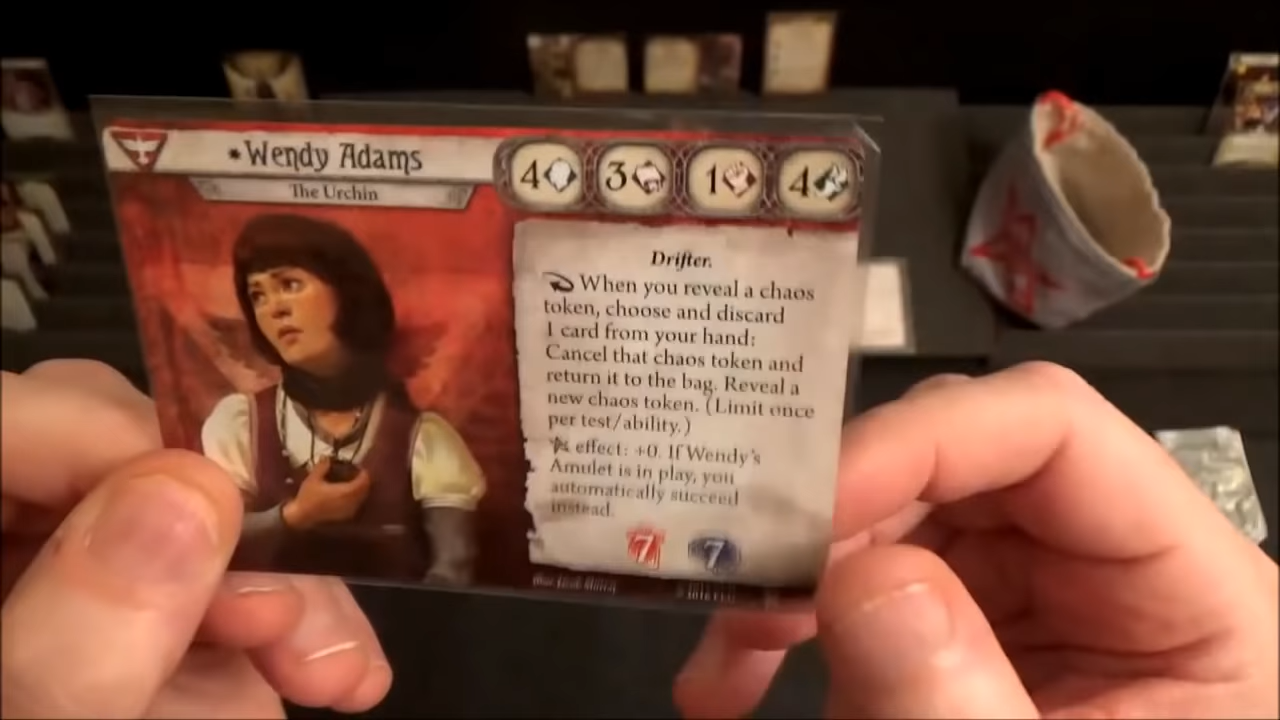 Wendy Adams
The Urchin
4 3 1 4
Drifter.
When you reveal a chaos
token, choose and discard
1 card from your hand:
Cancel that chaos token and
return it to the bag. Reveal a
new chaos token. (Limit once
per test/ability.)
effect: +0. If Wendy's
Amulet is in play, you
automatically succeed
instead.
7 7